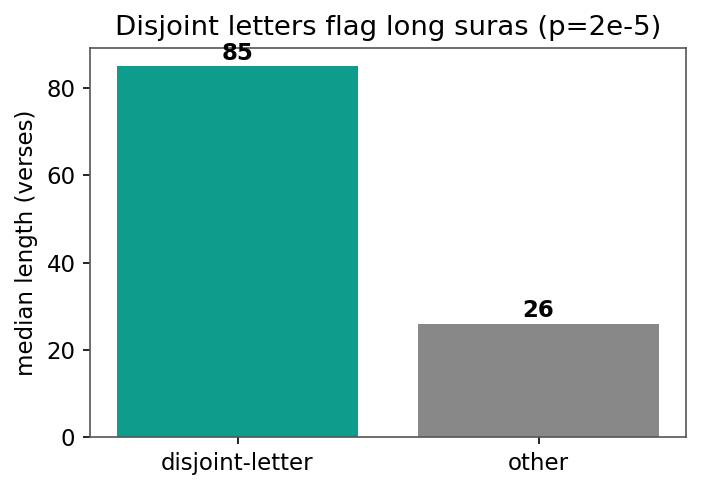 Disjoint letters flag long suras (p=2e-5)
85
80
60
40
26
20
0
median length (verses)
disjoint-letter
other